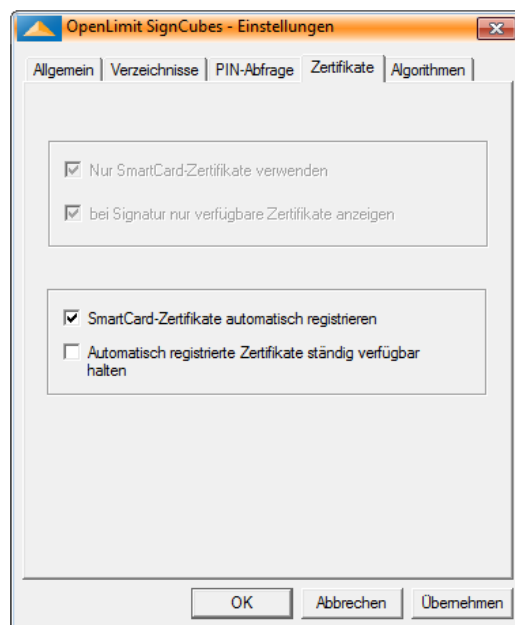 OpenLimit SignCubes - Einstellungen
Allgemein Verzeichnisse PIN-Abfrage Zertifikate Algorithmen
Nur SmartCard-Zertifikate verwenden
bei Signatur nur verfügbare Zertifikate anzeigen
SmartCard-Zertifikate automatisch registrieren
Automatisch registrierte Zertifikate ständig verfügbar
halten
OK Abbrechen Übernehmen